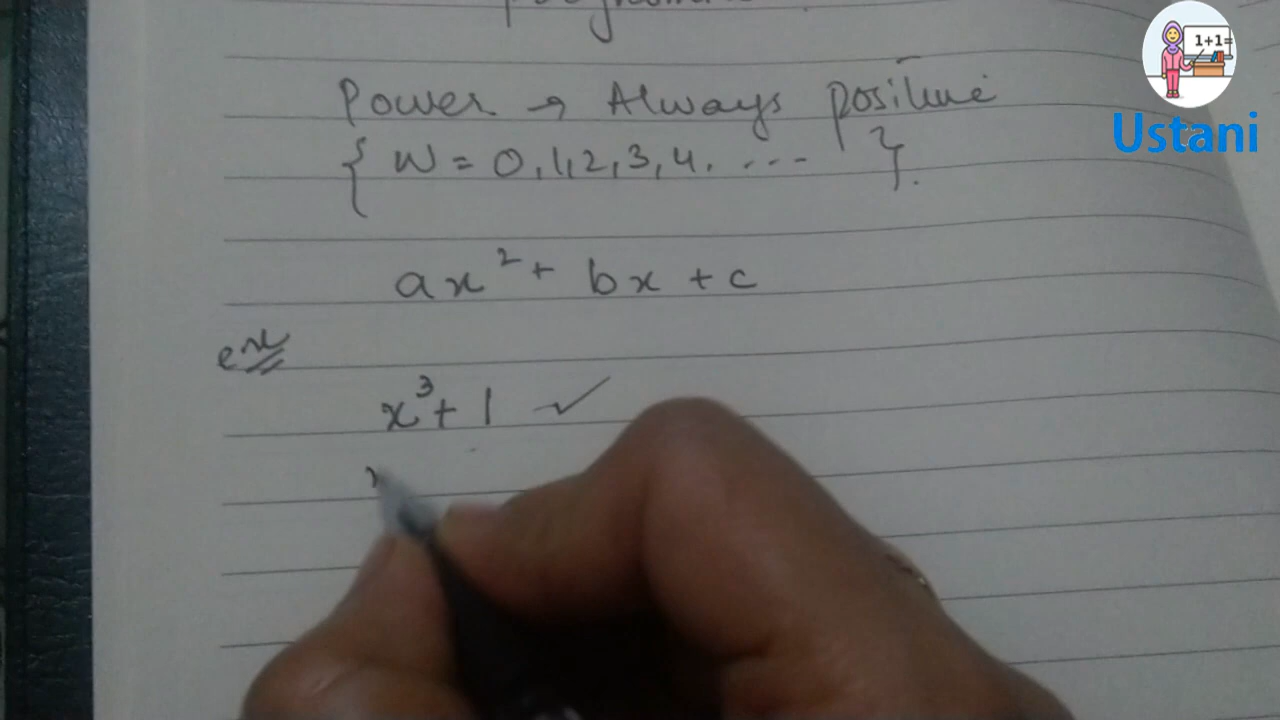 Power → Always positive
{ W = 0,1,2,3,4. ... }.
ax² + bx + c
ex
x³ + 1 ✓
1+1=
Ustani